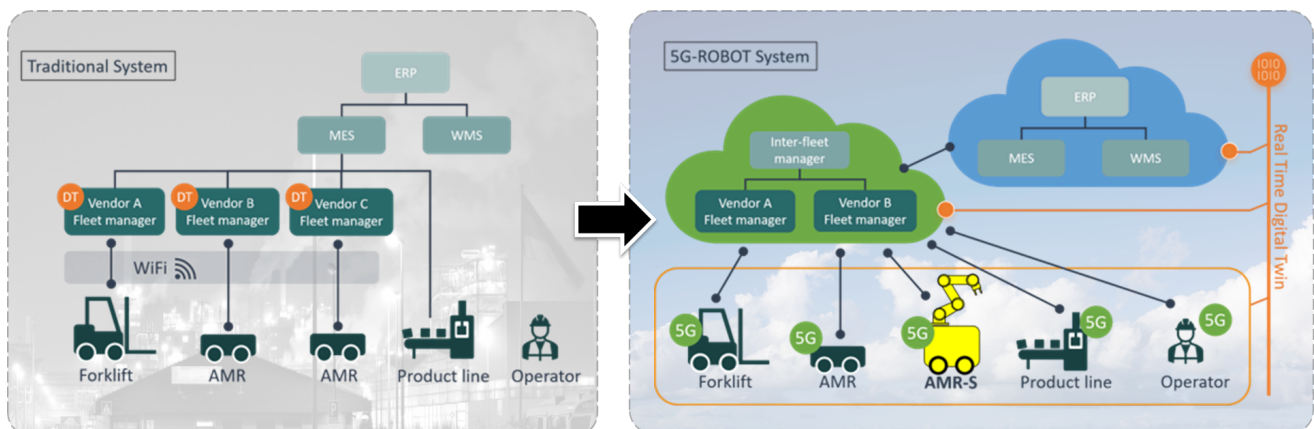 Traditional System
ERP
MES
WMS
DT
Vendor A
Fleet manager
DT
Vendor B
Fleet manager
DT
Vendor C
Fleet manager
WiFi
Forklift
AMR
AMR
Product line
Operator
5G-ROBOT System
ERP
MES
WMS
Inter-fleet
manager
Vendor A
Fleet manager
Vendor B
Fleet manager
1010
1010
Real Time Digital Twin
5G
5G
5G
5G
5G
Forklift
AMR
AMR-S
Product line
Operator